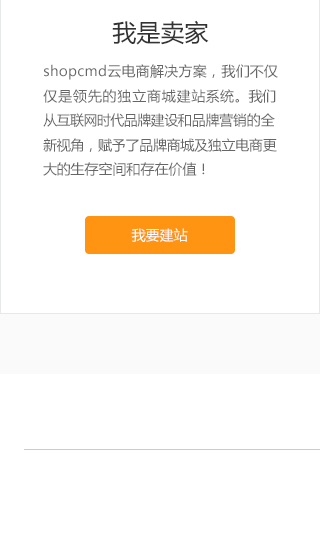 我是卖家
shopcmd云电商解决方案，我们不仅
仅是领先的独立商城建站系统。我们
从互联网时代品牌建设和品牌营销的全
新视角，赋予了品牌商城及独立电商更
大的生存空间和存在价值！
我要建站